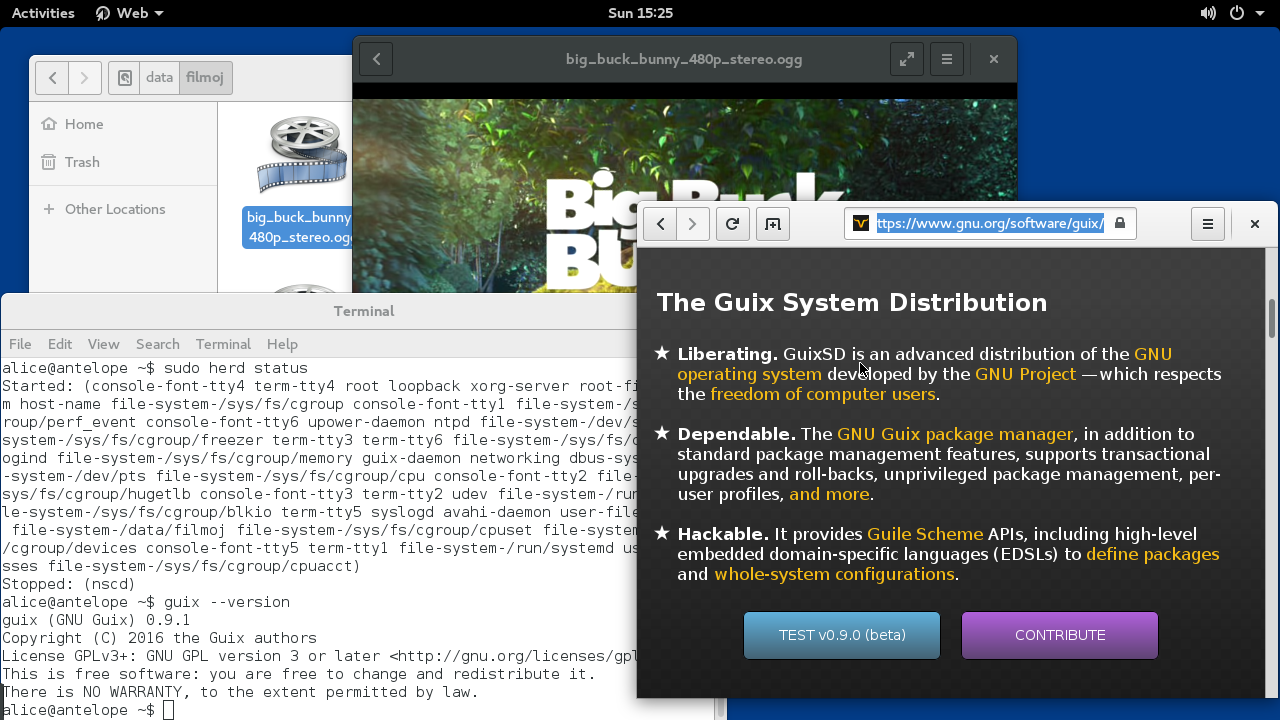 Activities
Web
Sun 15:25
data
filmoj
Home
Trash
Other Locations
big_buck_bunny
480p_stereo.ogg
big_buck_bunny_480p_stereo.ogg
Big Buck
ttps://www.gnu.org/software/guix/
The Guix System Distribution
★ Liberating. GuixSD is an advanced distribution of the GNU
operating system developed by the GNU Project —which respects
the freedom of computer users.
★ Dependable. The GNU Guix package manager, in addition to
standard package management features, supports transactional
upgrades and roll-backs, unprivileged package management, per-
user profiles, and more.
★ Hackable. It provides Guile Scheme APIs, including high-level
embedded domain-specific languages (EDSLs) to define packages
and whole-system configurations.
TEST v0.9.0 (beta)
CONTRIBUTE
Terminal
File Edit View Search Terminal Help
alice@antelope ~$ sudo herd status
Started: (console-font-tty4 term-tty4 root loopback xorg-server root-fi
m host-name file-system-/sys/fs/cgroup console-font-tty1 file-system-/s
roup/perf_event console-font-tty6 upower-daemon ntpd file-system-/dev/s
system-/sys/fs/cgroup/freezer term-tty3 term-tty6 file-system-/sys/fs/c
ogind file-system-/sys/fs/cgroup/memory guix-daemon networking dbus-sys
-system-/dev/pts file-system-/sys/fs/cgroup/cpu console-font-tty2 file-
sys/fs/cgroup/hugetlb console-font-tty3 term-tty2 udev file-system-/run
le-system-/sys/fs/cgroup/blkio term-tty5 syslogd avahi-daemon user-file
file-system-/data/filmoj file-system-/sys/fs/cgroup/cpuset file-system
/cgroup/devices console-font-tty5 term-tty1 file-system-/run/systemd us
sses file-system-/sys/fs/cgroup/cpuacct)
Stopped: (nscd)
alice@antelope ~$ guix --version
guix (GNU Guix) 0.9.1
Copyright (C) 2016 the Guix authors
License GPLv3+: GNU GPL version 3 or later <http://gnu.org/licenses/gpl
This is free software: you are free to change and redistribute it.
There is NO WARRANTY, to the extent permitted by law.
alice@antelope ~$